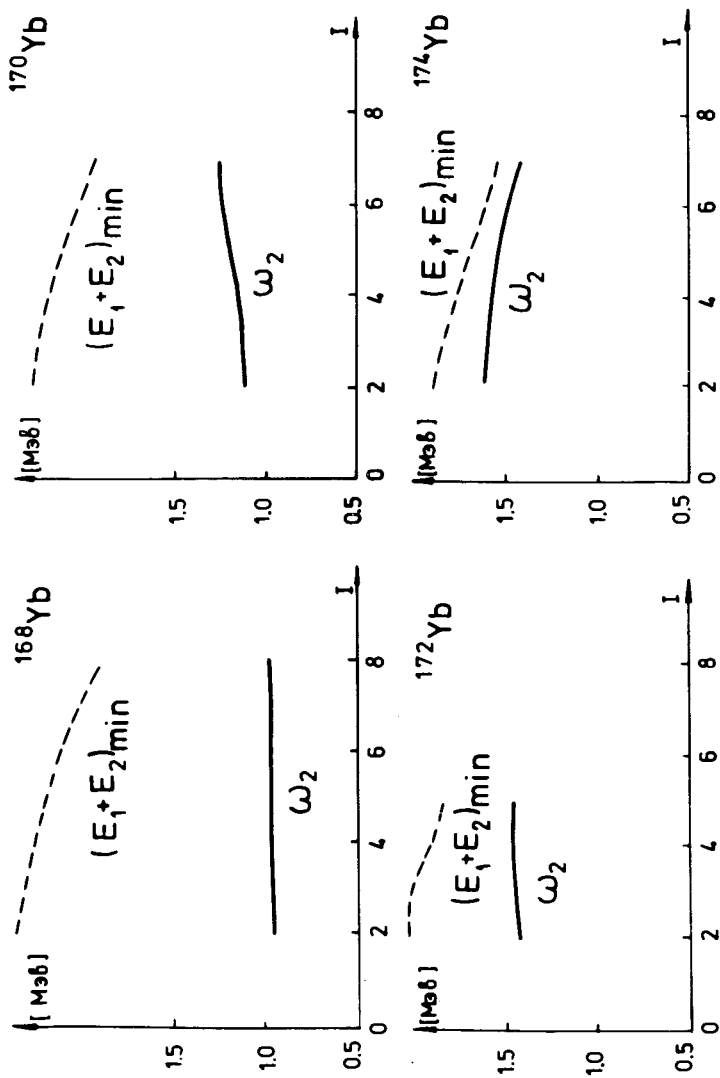 [Мэв]
¹⁶⁸Yb
(E₁+E₂)min
ω₂
1.5
1.0
0.5
0
2
4
6
8
I
[Мэв]
¹⁷⁰Yb
(E₁+E₂)min
ω₂
1.5
1.0
0.5
0
2
4
6
8
I
[Мэв]
¹⁷²Yb
(E₁+E₂)min
ω₂
1.5
1.0
0.5
0
2
4
6
8
I
[Мэв]
¹⁷⁴Yb
(E₁+E₂)min
ω₂
1.5
1.0
0.5
0
2
4
6
8
I